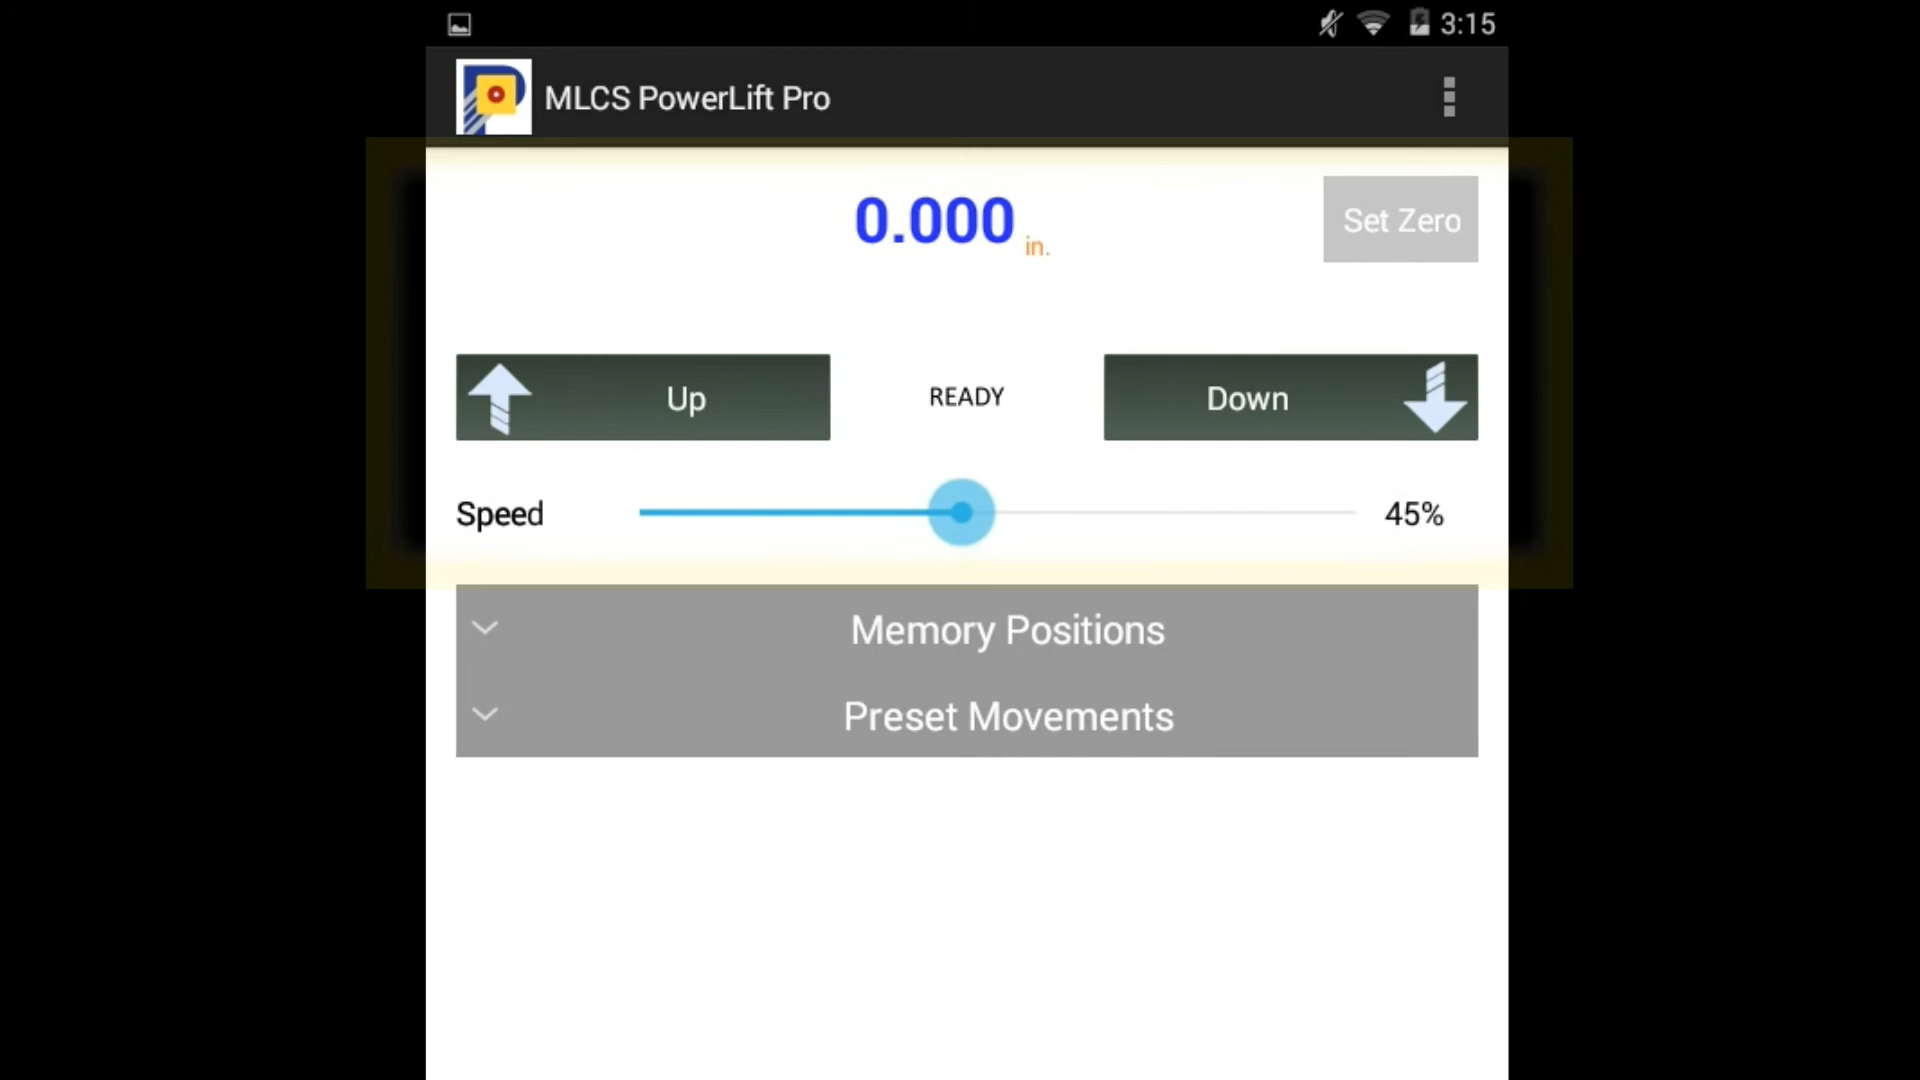 3:15
MLCS PowerLift Pro
0.000 in.
Set Zero
Up
READY
Down
Speed
45%
Memory Positions
Preset Movements